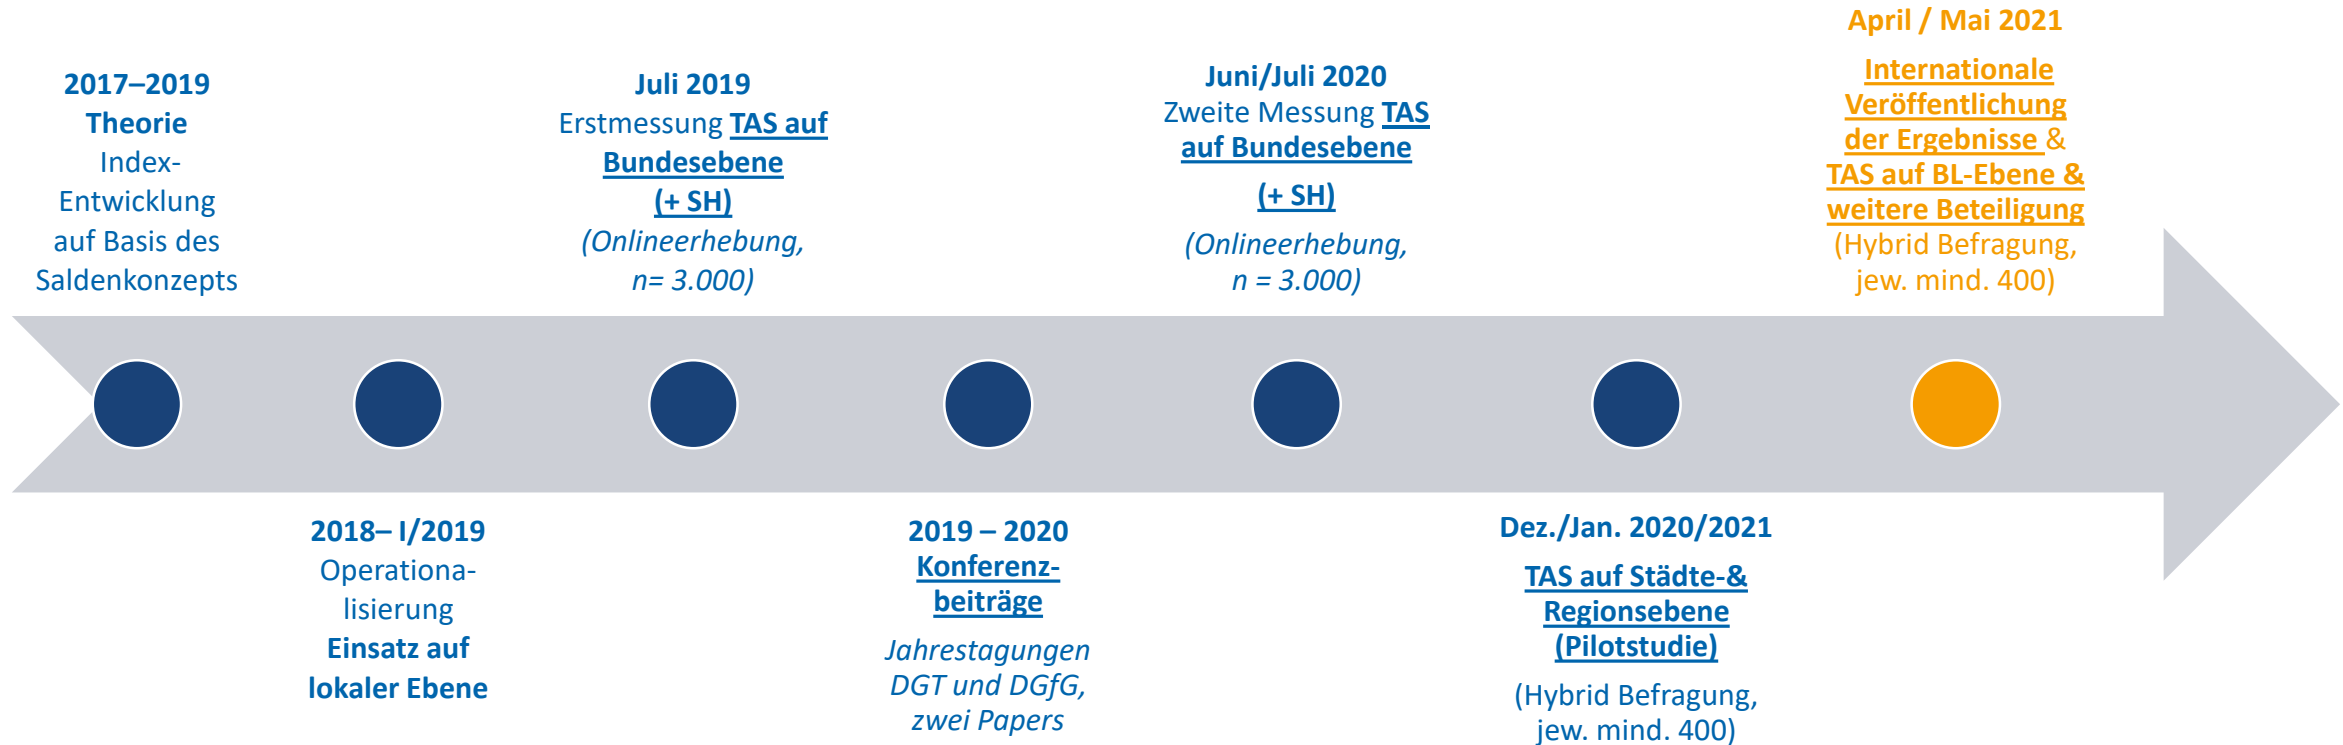 2017–2019
Theorie
Index-
Entwicklung
auf Basis des
Saldenkonzepts
2018– I/2019
Operationa-
lisierung
Einsatz auf
lokaler Ebene
Juli 2019
Erstmessung TAS auf
Bundesebene
(+ SH)
(Onlineerhebung,
n= 3.000)
2019 – 2020
Konferenz-
beiträge
Jahrestagungen
DGT und DGfG,
zwei Papers
Juni/Juli 2020
Zweite Messung TAS
auf Bundesebene
(+ SH)
(Onlineerhebung,
n = 3.000)
Dez./Jan. 2020/2021
TAS auf Städte-&
Regionsebene
(Pilotstudie)
(Hybrid Befragung,
jew. mind. 400)
April / Mai 2021
Internationale
Veröffentlichung
der Ergebnisse &
TAS auf BL-Ebene &
weitere Beteiligung
(Hybrid Befragung,
jew. mind. 400)